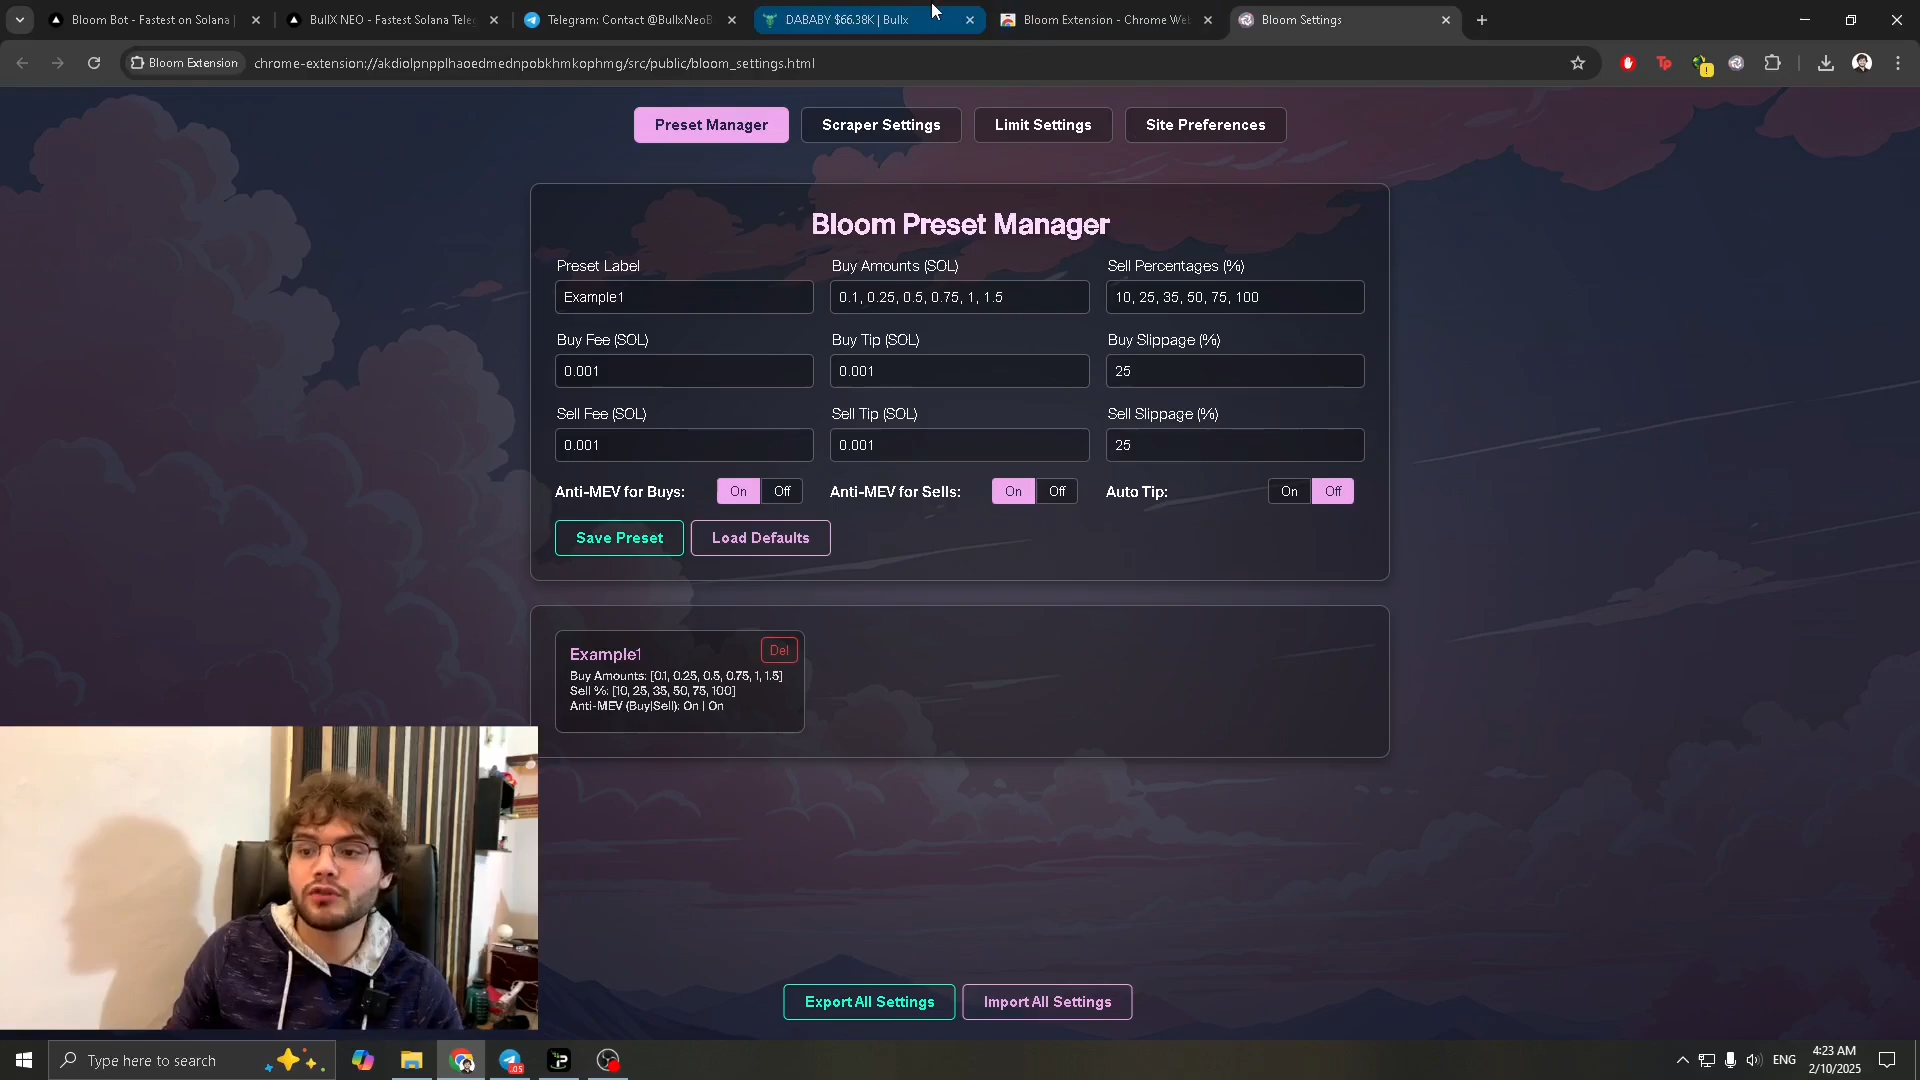 Bloom Bot - Fastest on Solana |
BullX NEO - Fastest Solana Teleg
Telegram: Contact @BullxNeoB
DABABY $66.38K | Bullx
Bloom Extension - Chrome We
Bloom Settings
Bloom Extension
chrome-extension://akdiolpnpplhaoedmednpobkhmkophmg/src/public/bloom_settings.html
Preset Manager
Scraper Settings
Limit Settings
Site Preferences
Bloom Preset Manager
Preset Label
Buy Amounts (SOL)
Sell Percentages (%)
Example1
0.1, 0.25, 0.5, 0.75, 1, 1.5
10, 25, 35, 50, 75, 100
Buy Fee (SOL)
Buy Tip (SOL)
Buy Slippage (%)
0.001
0.001
25
Sell Fee (SOL)
Sell Tip (SOL)
Sell Slippage (%)
0.001
0.001
25
Anti-MEV for Buys:
On
Off
Anti-MEV for Sells:
On
Off
Auto Tip:
On
Off
Save Preset
Load Defaults
Example1
Del
Buy Amounts: [0.1, 0.25, 0.5, 0.75, 1, 1.5]
Sell %: [10, 25, 35, 50, 75, 100]
Anti-MEV (Buy|Sell): On | On
Export All Settings
Import All Settings
Type here to search
ENG
4:23 AM
2/10/2025